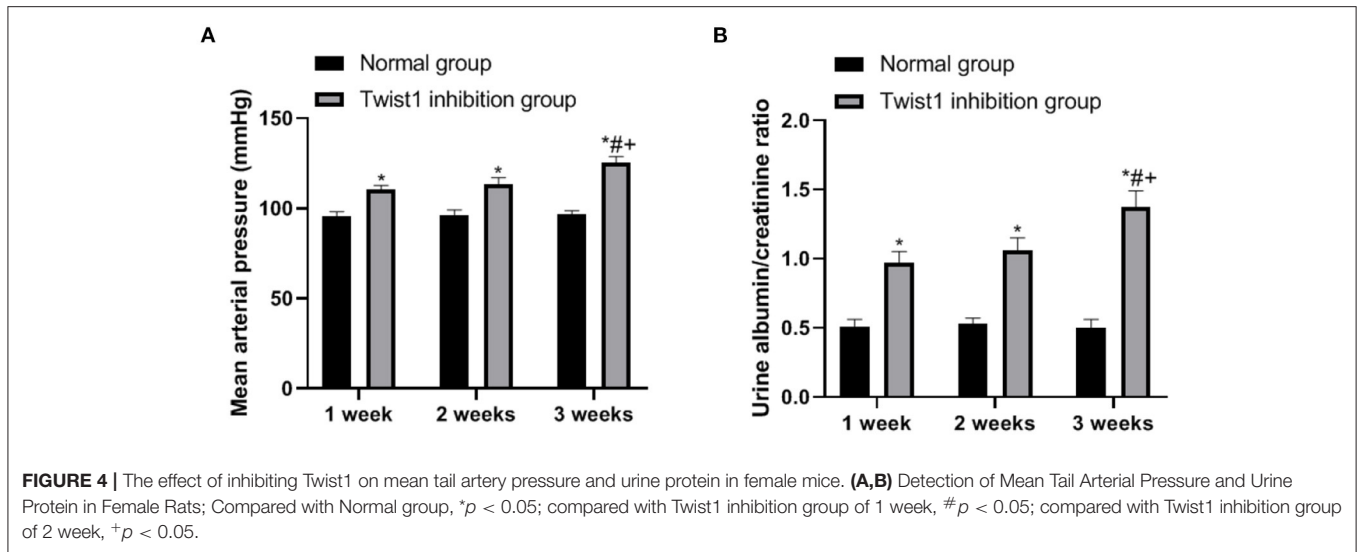 A
Normal group
Twist1 inhibition group
Mean arterial pressure (mmHg)
150
100
50
0
*
*
*#+
1 week
2 weeks
3 weeks
B
Normal group
Twist1 inhibition group
Urine albumin/creatinine ratio
2.0
1.5
1.0
0.5
0.0
*
*
*#+
1 week
2 weeks
3 weeks
FIGURE 4 | The effect of inhibiting Twist1 on mean tail artery pressure and urine protein in female mice. (A,B) Detection of Mean Tail Arterial Pressure and Urine
Protein in Female Rats; Compared with Normal group, *p < 0.05; compared with Twist1 inhibition group of 1 week, #p < 0.05; compared with Twist1 inhibition group
of 2 week, +p < 0.05.